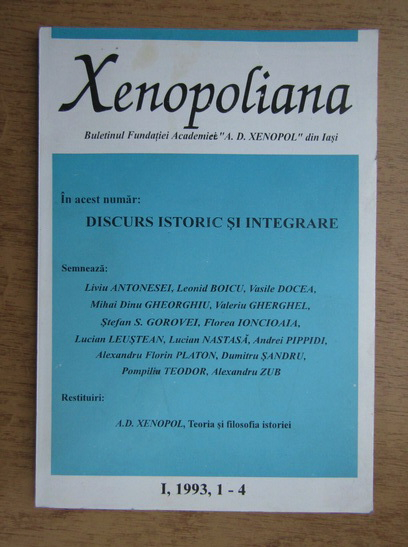 Xenopoliana
Buletinul Fundației Academice "A. D. XENOPOL" din Iași
În acest număr:
DISCURS ISTORIC ȘI INTEGRARE
Semnează:
Liviu ANTONESEI, Leonid BOICU, Vasile DOCEA,
Mihai Dinu GHEORGHIU, Valeriu GHERGHEL,
Ștefan S. GOROVEI, Florea IONCIOAIA,
Lucian LEUȘTEAN, Lucian NASTASĂ, Andrei PIPPIDI,
Alexandru Florin PLATON, Dumitru ȘANDRU,
Pompiliu TEODOR, Alexandru ZUB
Restituiri:
A.D. XENOPOL, Teoria și filosofia istoriei
I, 1993, 1 - 4